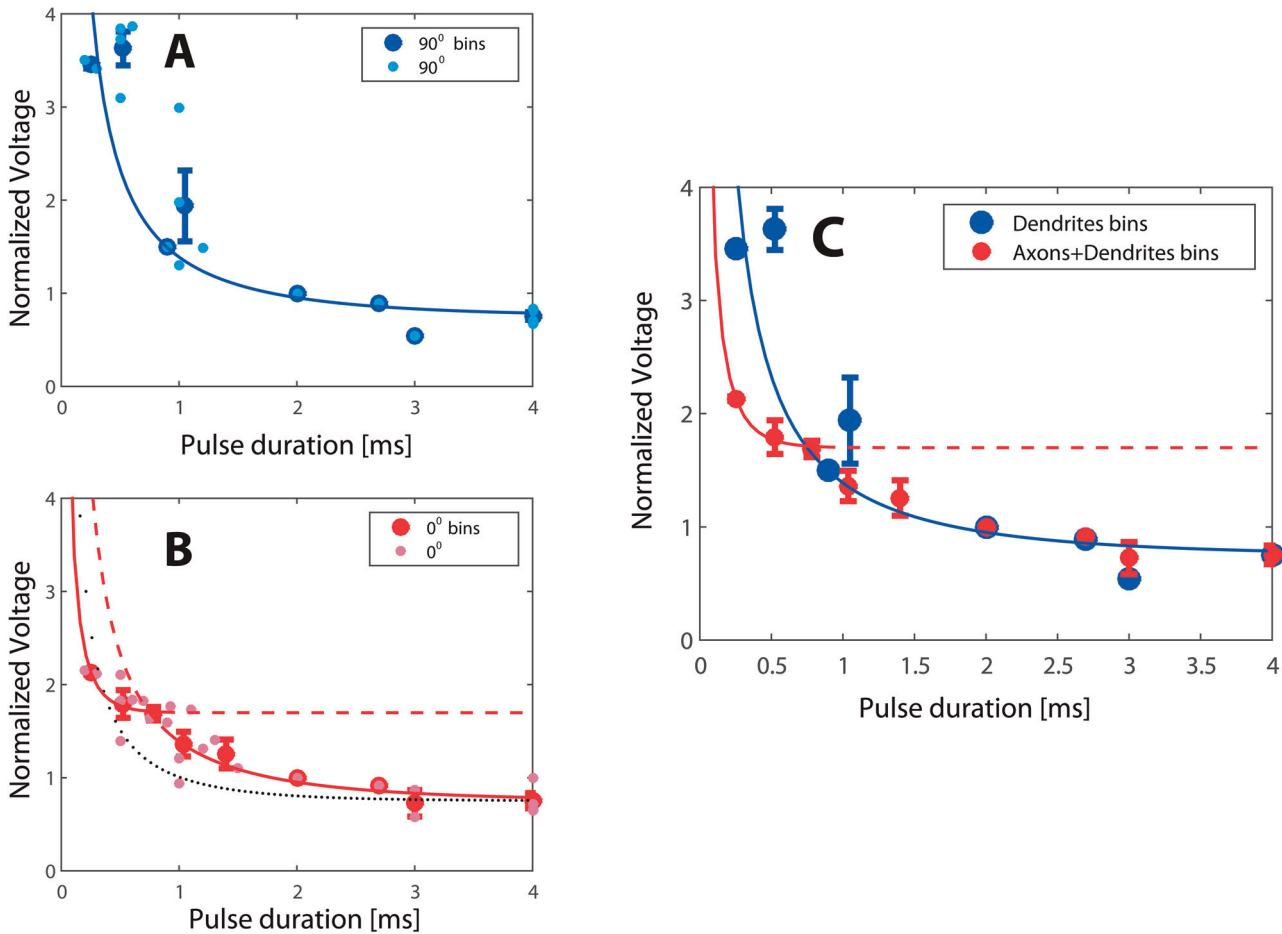 A
90⁰ bins
90⁰
4
3
2
1
0
Normalized Voltage
0
1
2
3
4
Pulse duration [ms]
B
0⁰ bins
0⁰
4
3
2
1
0
Normalized Voltage
0
1
2
3
4
Pulse duration [ms]
C
Dendrites bins
Axons+Dendrites bins
4
3
2
1
0
Normalized Voltage
0
0.5
1
1.5
2
2.5
3
3.5
4
Pulse duration [ms]